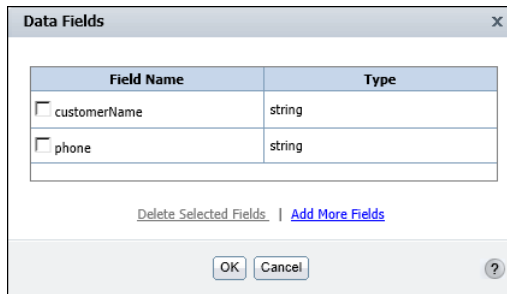 Data Fields x
Field Name Type
customerName string
phone string
Delete Selected Fields | Add More Fields
OK Cancel ?